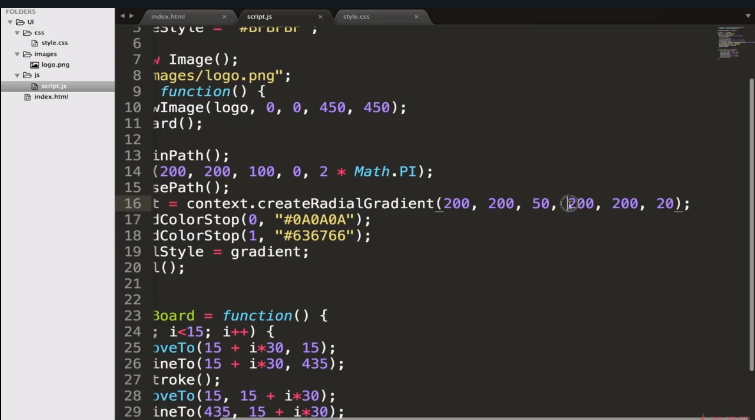 FOLDERS
UI
css
style.css
images
logo.png
js
script.js
index.html
index.html × script.js × style.css ×
5 eStyle = "#BFBFBF";
6
7 w Image();
8 mages/logo.png";
9 function() {
10 wImage(logo, 0, 0, 450, 450);
11 ard();
12
13 inPath();
14 (200, 200, 100, 0, 2 * Math.PI);
15 sePath();
16 t = context.createRadialGradient(200, 200, 50, 200, 200, 20);
17 dColorStop(0, "#0A0A0A");
18 dColorStop(1, "#636766");
19 lStyle = gradient;
20 l();
21
22
23 Board = function() {
24 ; i<15; i++) {
25 oveTo(15 + i*30, 15);
26 ineTo(15 + i*30, 435);
27 troke();
28 oveTo(15, 15 + i*30);
29 ineTo(435, 15 + i*30);